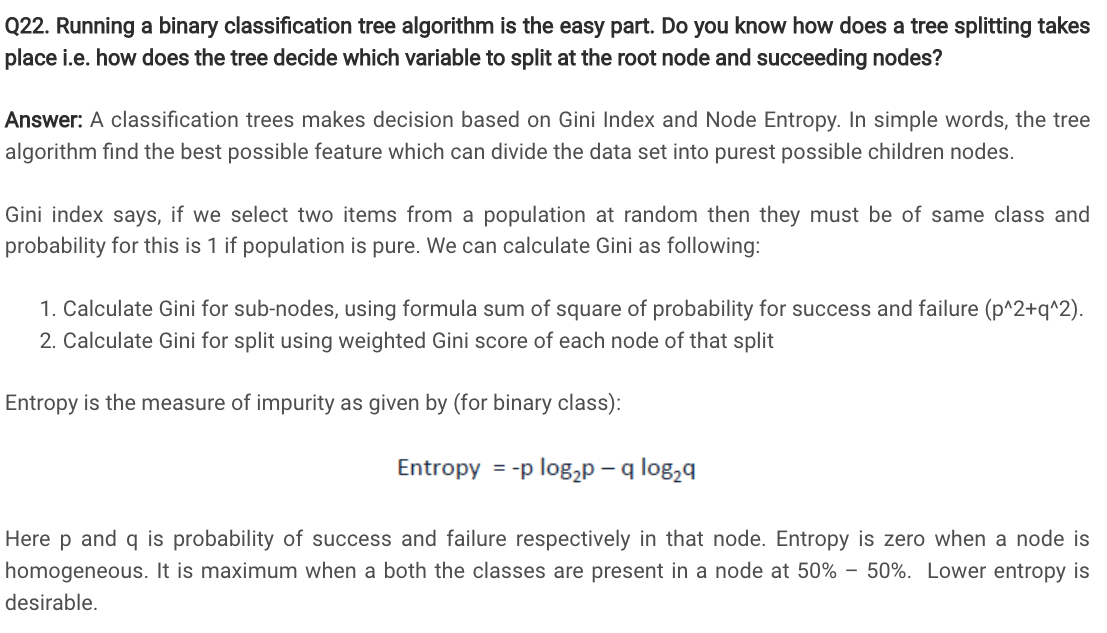 Q22. Running a binary classification tree algorithm is the easy part. Do you know how does a tree splitting takes
place i.e. how does the tree decide which variable to split at the root node and succeeding nodes?
Answer: A classification trees makes decision based on Gini Index and Node Entropy. In simple words, the tree
algorithm find the best possible feature which can divide the data set into purest possible children nodes.
Gini index says, if we select two items from a population at random then they must be of same class and
probability for this is 1 if population is pure. We can calculate Gini as following:
1. Calculate Gini for sub-nodes, using formula sum of square of probability for success and failure (p^2+q^2).
2. Calculate Gini for split using weighted Gini score of each node of that split
Entropy is the measure of impurity as given by (for binary class):
Entropy = -p log₂p – q log₂q
Here p and q is probability of success and failure respectively in that node. Entropy is zero when a node is
homogeneous. It is maximum when a both the classes are present in a node at 50% – 50%. Lower entropy is
desirable.